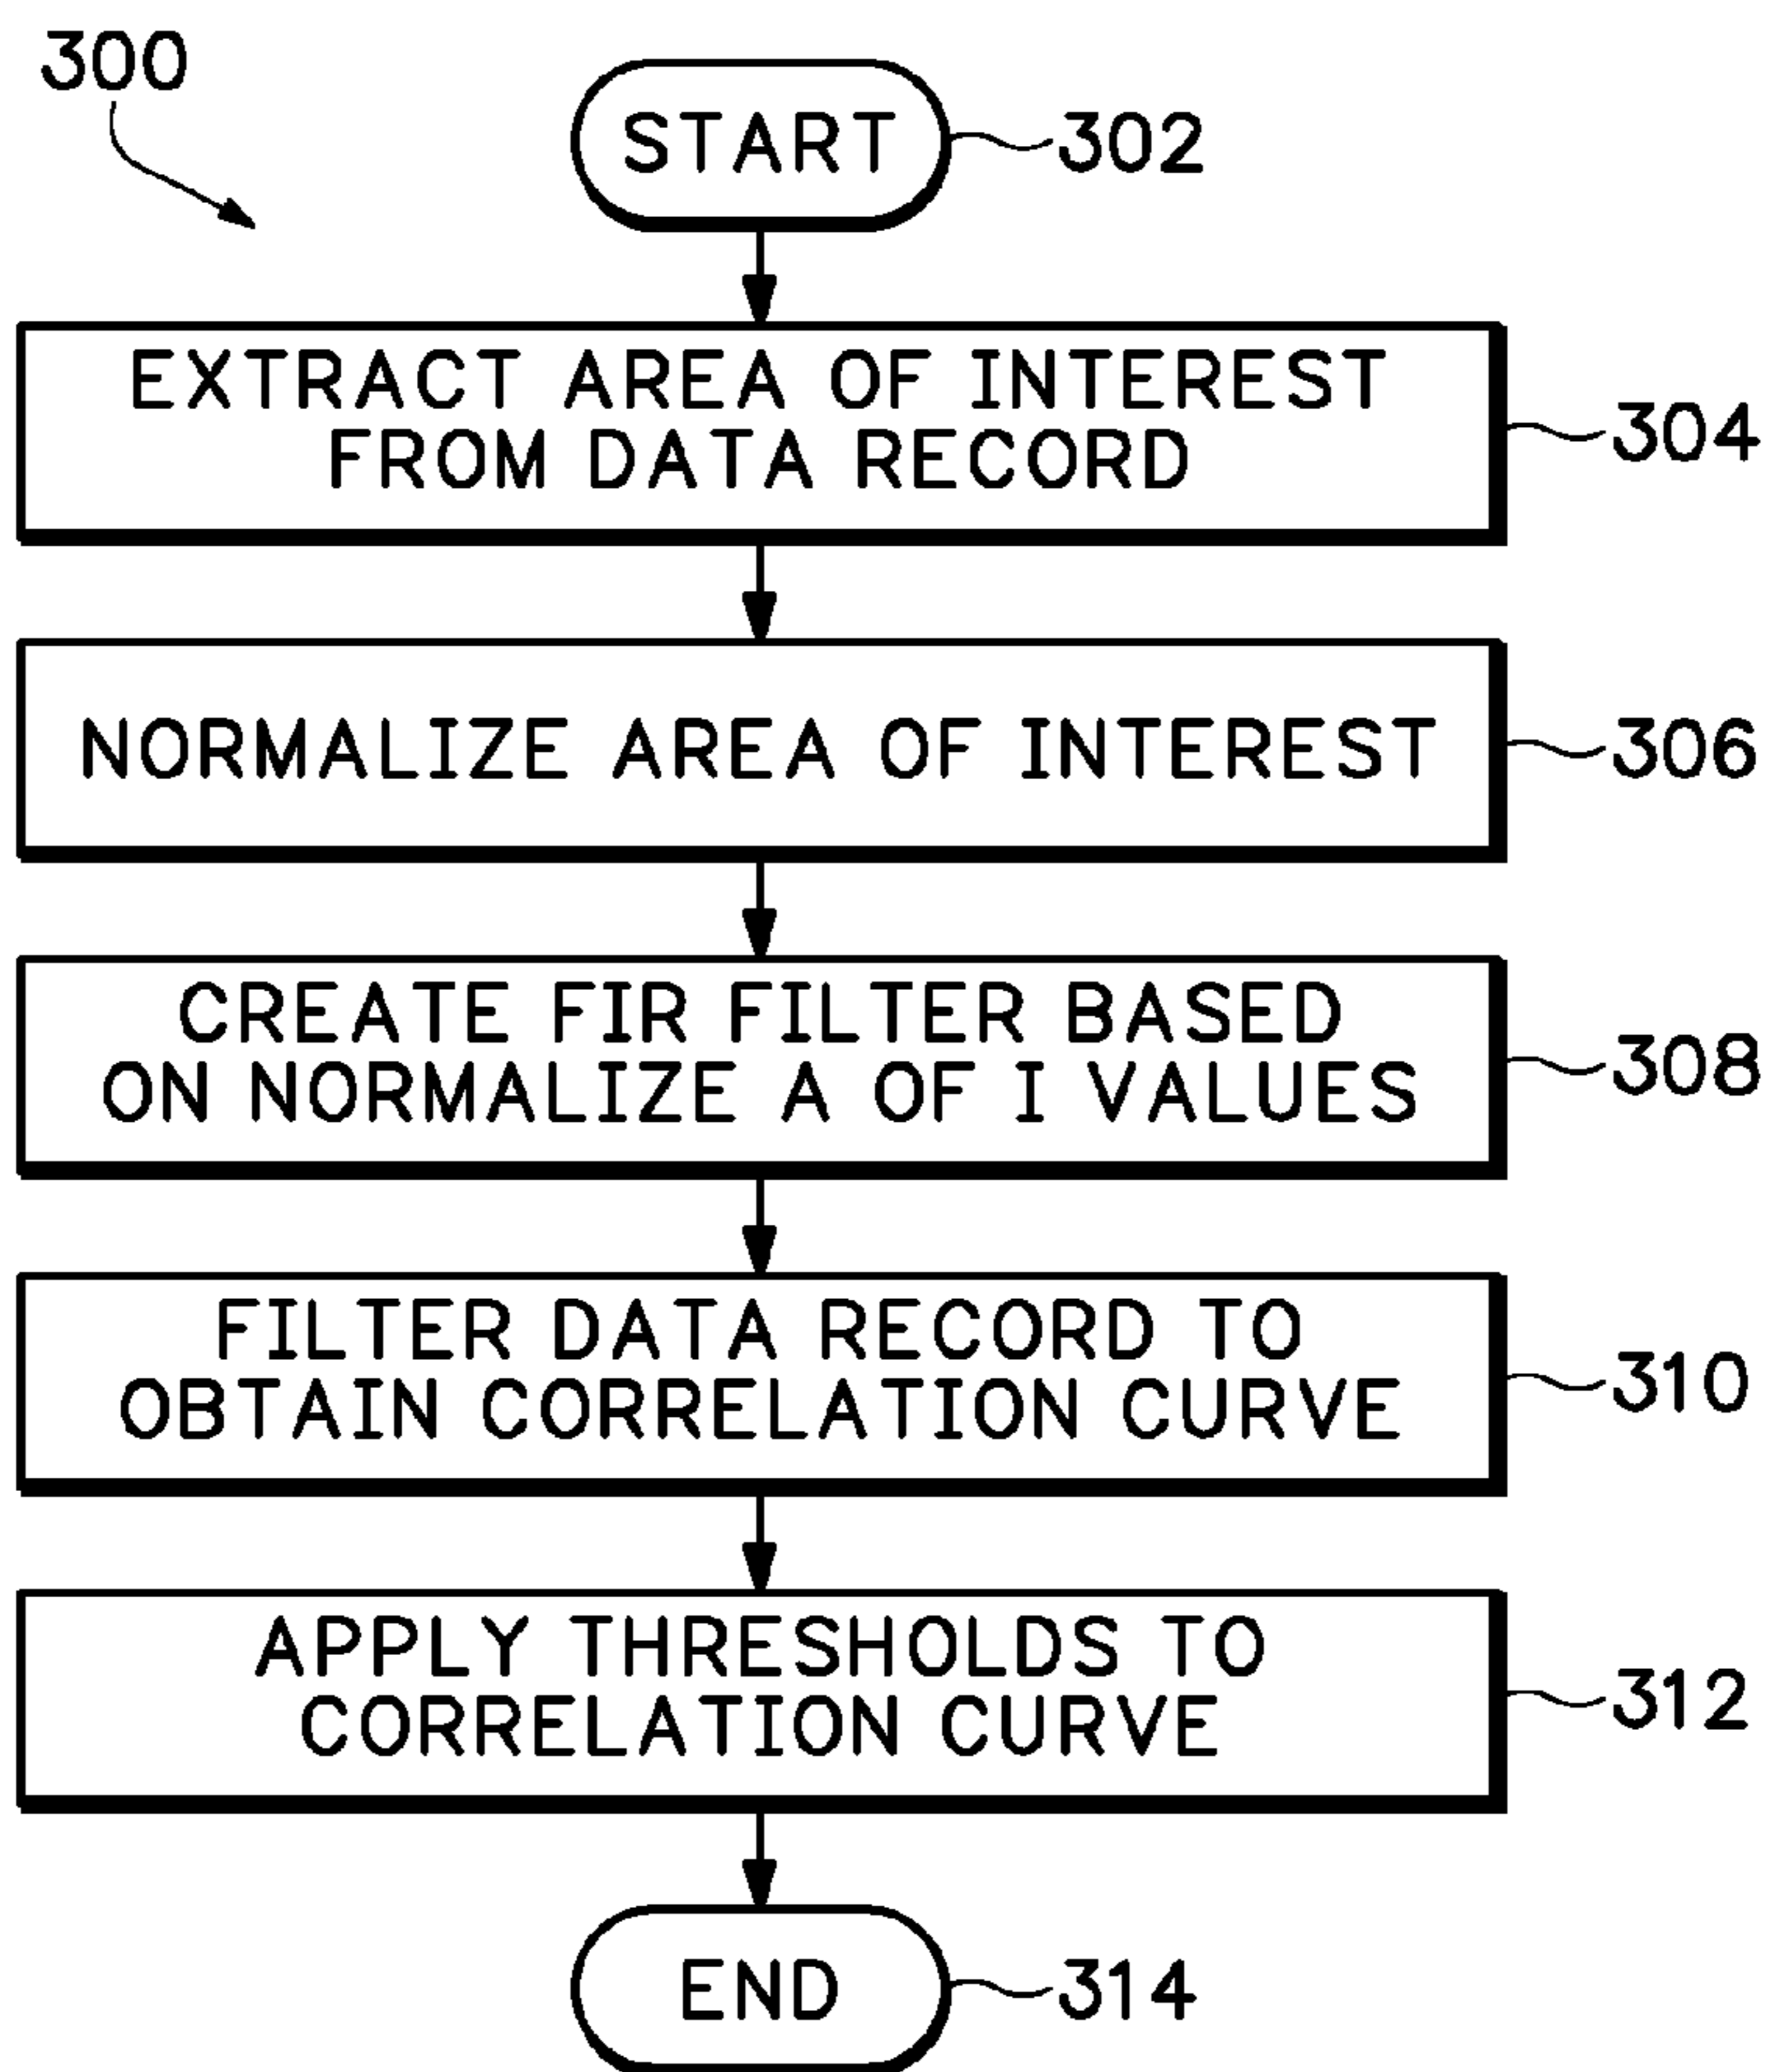 300
START
302
EXTRACT AREA OF INTEREST
FROM DATA RECORD
304
NORMALIZE AREA OF INTEREST
306
CREATE FIR FILTER BASED
ON NORMALIZE A OF I VALUES
308
FILTER DATA RECORD TO
OBTAIN CORRELATION CURVE
310
APPLY THRESHOLDS TO
CORRELATION CURVE
312
END
314